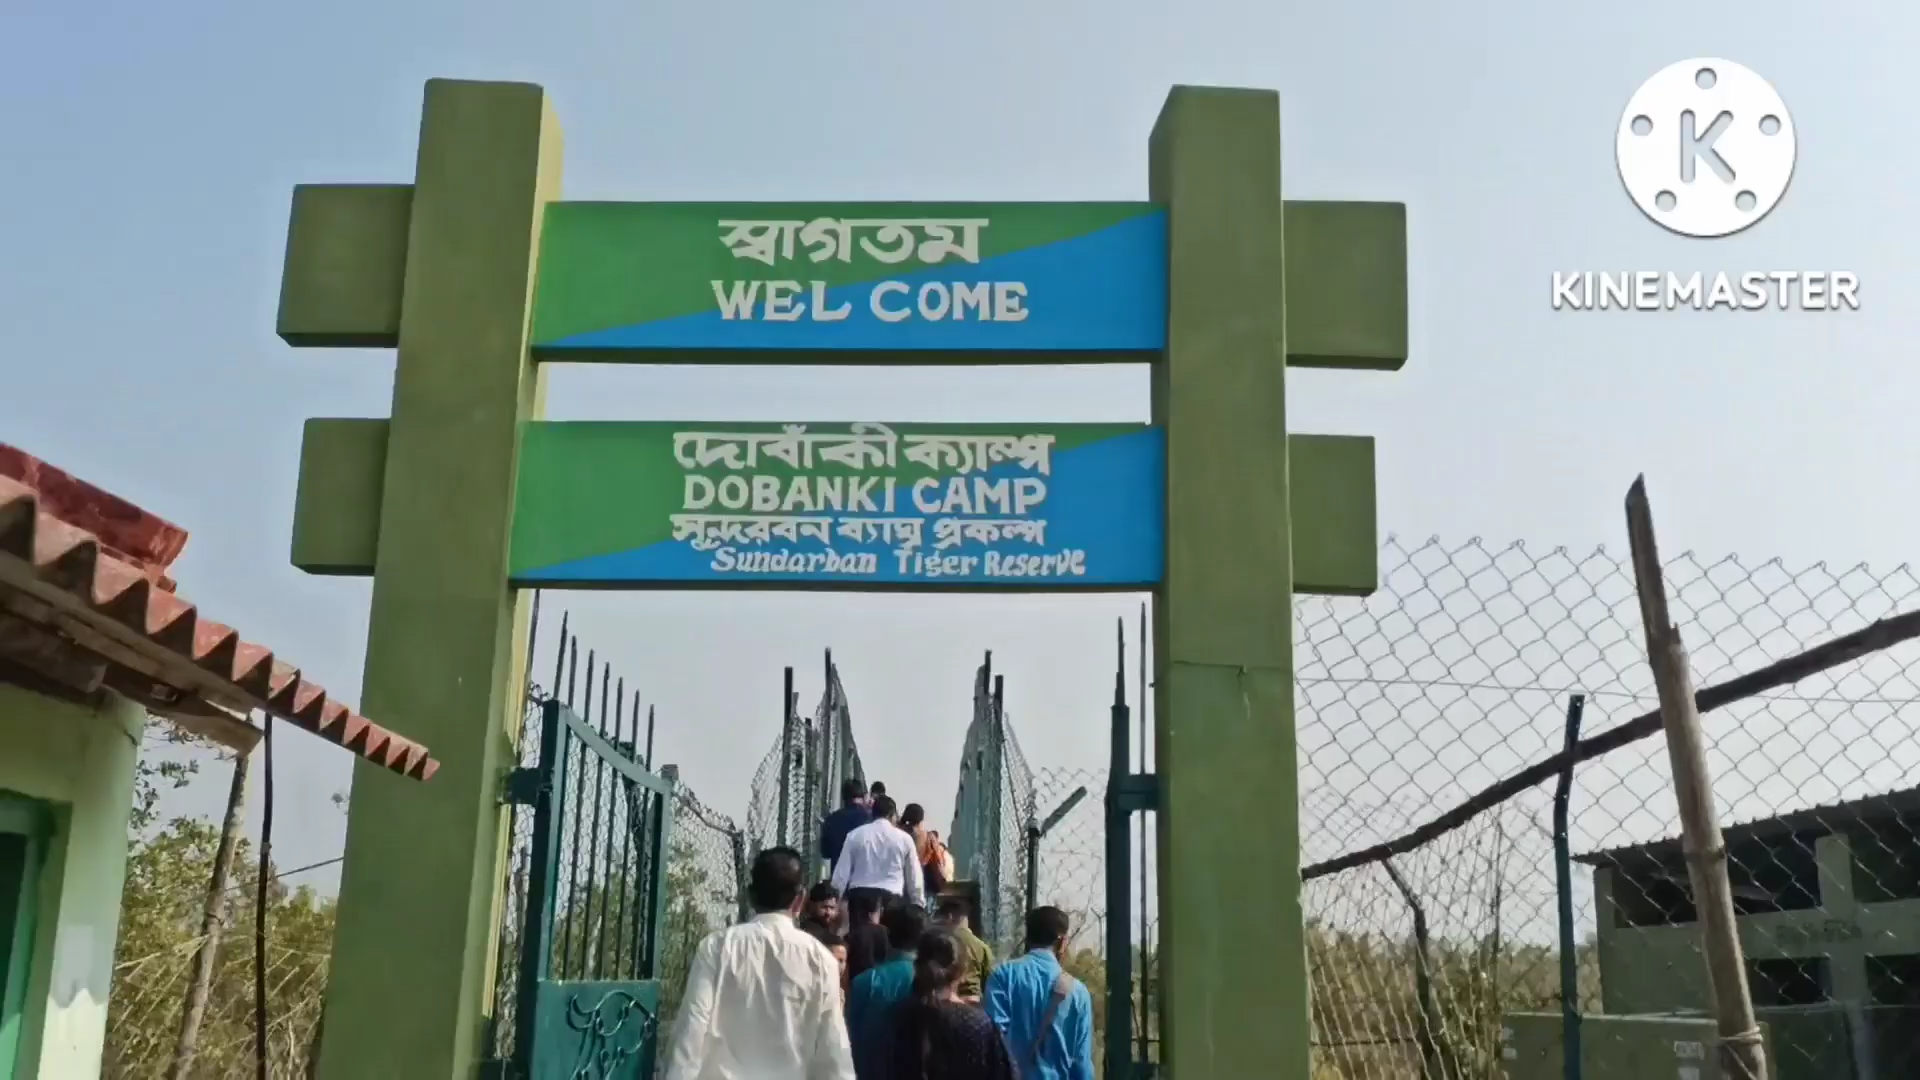 স্বাগতম
WEL COME
দোবাঁকী ক্যাম্প
DOBANKI CAMP
সুন্দরবন ব্যাঘ্র প্রকল্প
Sundarban Tiger Reserve
K
KINEMASTER